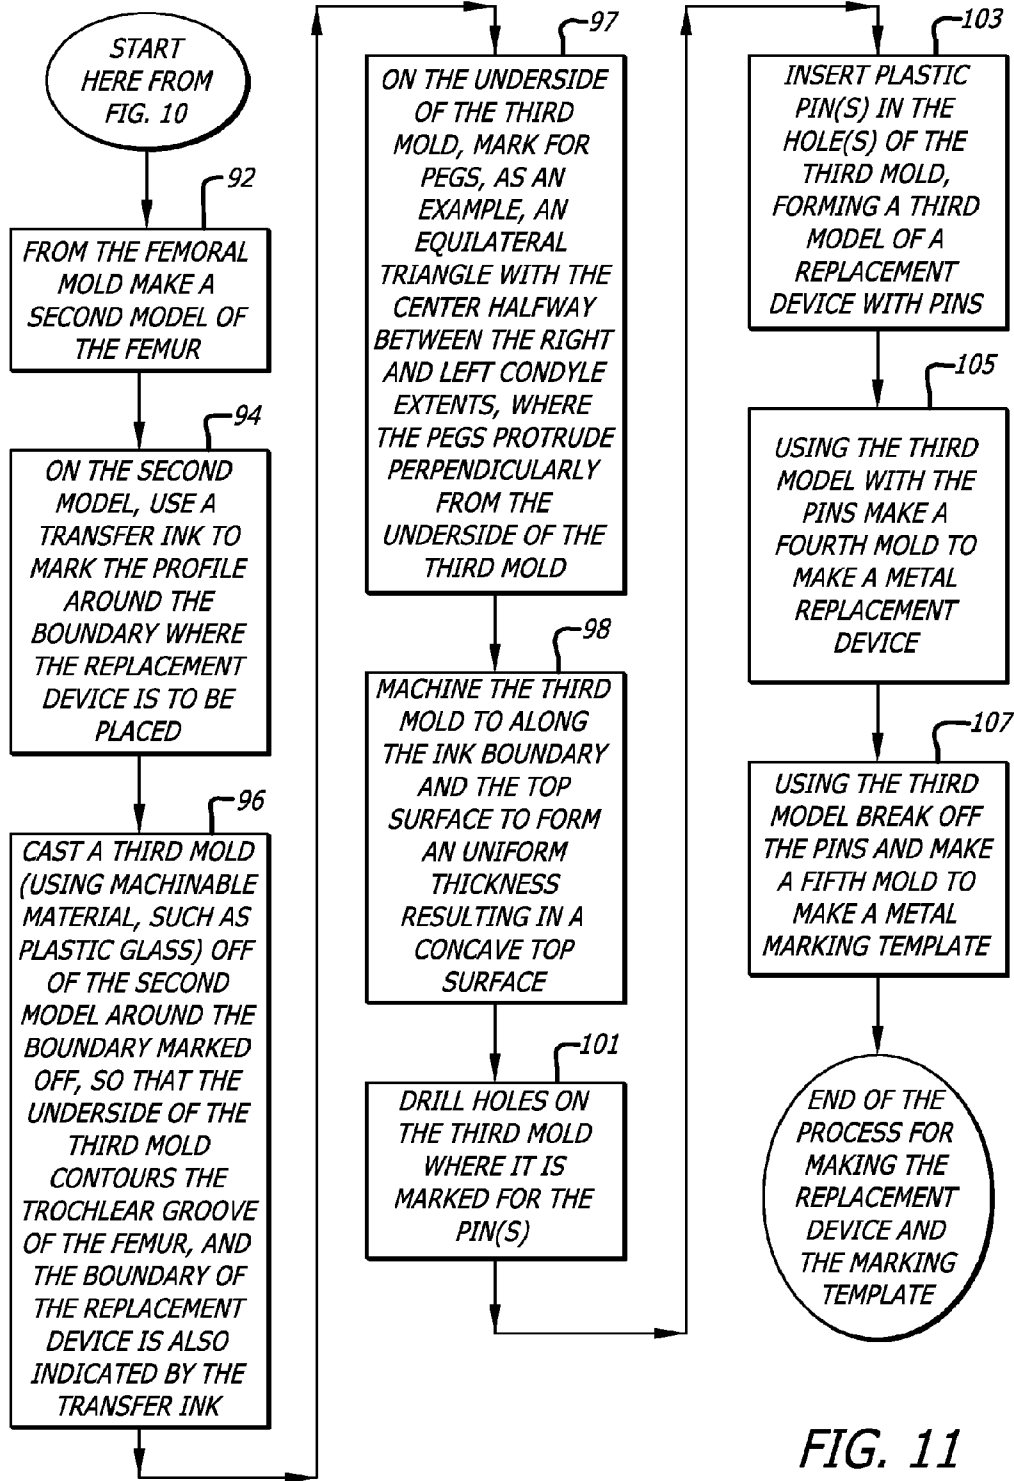 START
HERE FROM
FIG. 10
92
FROM THE FEMORAL
MOLD MAKE A
SECOND MODEL OF
THE FEMUR
94
ON THE SECOND
MODEL, USE A
TRANSFER INK TO
MARK THE PROFILE
AROUND THE
BOUNDARY WHERE
THE REPLACEMENT
DEVICE IS TO BE
PLACED
96
CAST A THIRD MOLD
(USING MACHINABLE
MATERIAL, SUCH AS
PLASTIC GLASS) OFF
OF THE SECOND
MODEL AROUND THE
BOUNDARY MARKED
OFF, SO THAT THE
UNDERSIDE OF THE
THIRD MOLD
CONTOURS THE
TROCHLEAR GROOVE
OF THE FEMUR, AND
THE BOUNDARY OF
THE REPLACEMENT
DEVICE IS ALSO
INDICATED BY THE
TRANSFER INK
97
ON THE UNDERSIDE
OF THE THIRD
MOLD, MARK FOR
PEGS, AS AN
EXAMPLE, AN
EQUILATERAL
TRIANGLE WITH THE
CENTER HALFWAY
BETWEEN THE RIGHT
AND LEFT CONDYLE
EXTENTS, WHERE
THE PEGS PROTRUDE
PERPENDICULARLY
FROM THE
UNDERSIDE OF THE
THIRD MOLD
98
MACHINE THE THIRD
MOLD TO ALONG
THE INK BOUNDARY
AND THE TOP
SURFACE TO FORM
AN UNIFORM
THICKNESS
RESULTING IN A
CONCAVE TOP
SURFACE
101
DRILL HOLES ON
THE THIRD MOLD
WHERE IT IS
MARKED FOR THE
PIN(S)
103
INSERT PLASTIC
PIN(S) IN THE
HOLE(S) OF THE
THIRD MOLD,
FORMING A THIRD
MODEL OF A
REPLACEMENT
DEVICE WITH PINS
105
USING THE THIRD
MODEL WITH THE
PINS MAKE A
FOURTH MOLD TO
MAKE A METAL
REPLACEMENT
DEVICE
107
USING THE THIRD
MODEL BREAK OFF
THE PINS AND MAKE
A FIFTH MOLD TO
MAKE A METAL
MARKING TEMPLATE
END OF THE
PROCESS FOR
MAKING THE
REPLACEMENT
DEVICE AND
THE MARKING
TEMPLATE
FIG. 11